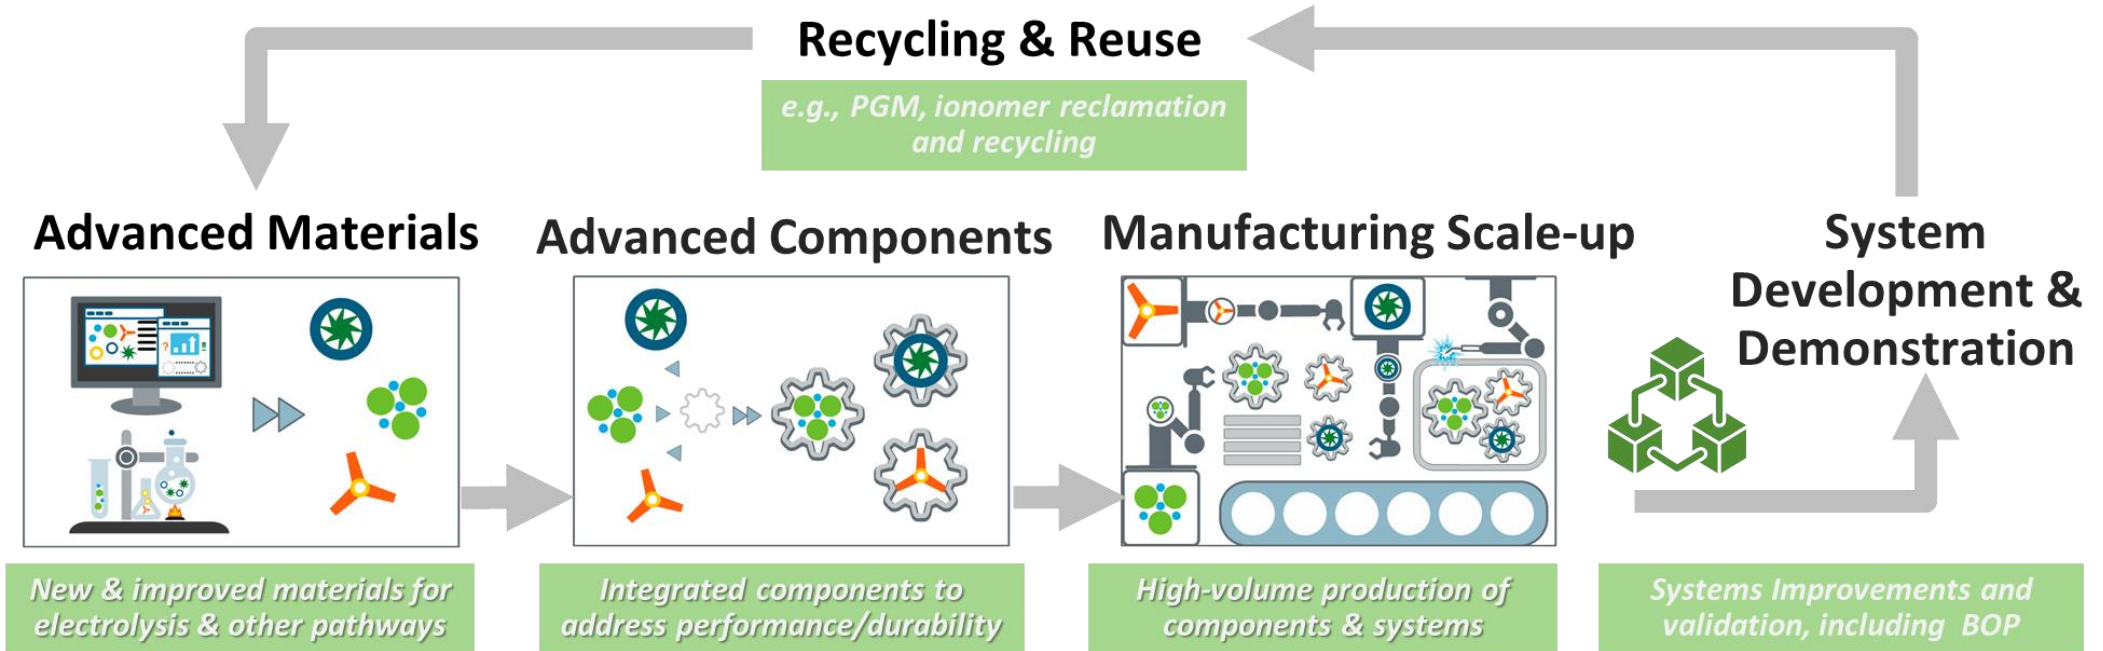 Recycling & Reuse
e.g., PGM, ionomer reclamation
and recycling
Advanced Materials
New & improved materials for
electrolysis & other pathways
Advanced Components
Integrated components to
address performance/durability
Manufacturing Scale-up
High-volume production of
components & systems
System
Development &
Demonstration
Systems Improvements and
validation, including BOP